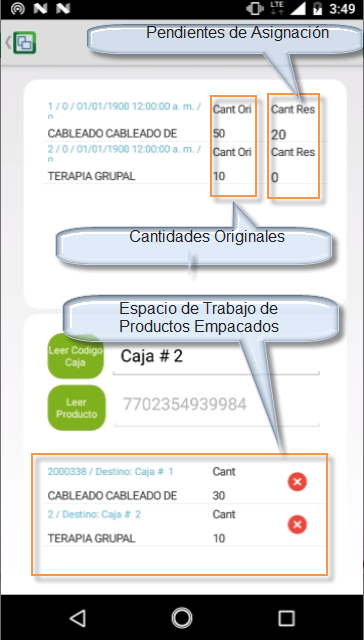 LTE 3:49
Pendientes de Asignación
1 / 0 / 01/01/1900 12:00:00 a. m. /
0
Cant Ori Cant Res
CABLEADO CABLEADO DE 50 20
2 / 0 / 01/01/1900 12:00:00 a. m. /
0
Cant Ori Cant Res
TERAPIA GRUPAL 10 0
Cantidades Originales
Espacio de Trabajo de
Productos Empacados
Leer Codigo
Caja
Caja # 2
Leer
Producto
7702354939984
2000338 / Destino: Caja # 1 Cant
CABLEADO CABLEADO DE 30
2 / Destino: Caja # 2 Cant
TERAPIA GRUPAL 10